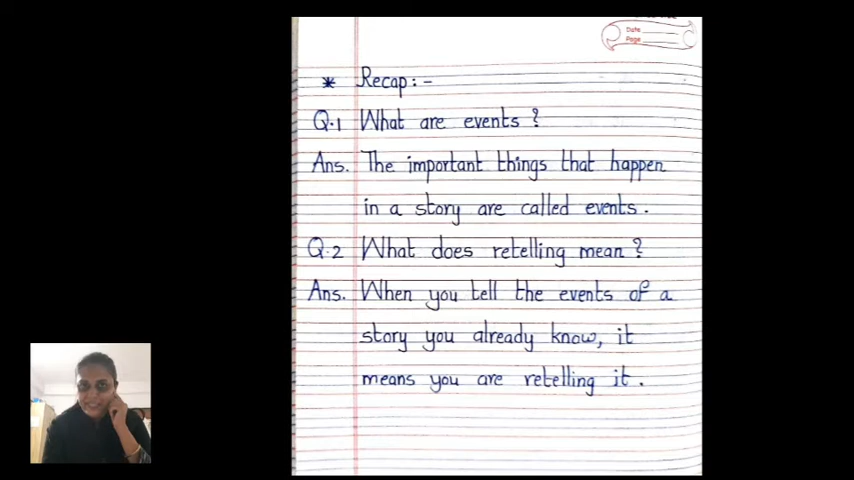 Date
Page
* Recap:-
Q.1 What are events ?
Ans. The important things that happen
in a story are called events.
Q.2 What does retelling mean ?
Ans. When you tell the events of a
story you already know, it
means you are retelling it.